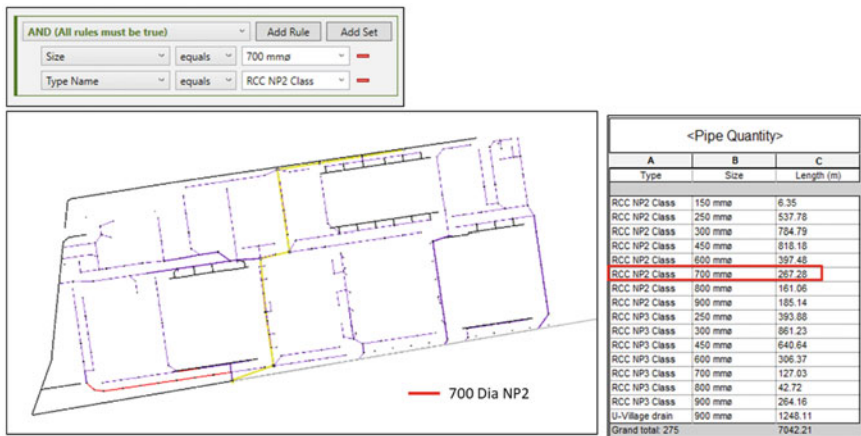 AND (All rules must be true) Add Rule Add Set
Size equals 700 mmø
Type Name equals RCC NP2 Class
700 Dia NP2
<Pipe Quantity>
A B C
Type Size Length (m)
RCC NP2 Class 150 mmø 6.35
RCC NP2 Class 250 mmø 537.78
RCC NP2 Class 300 mmø 784.79
RCC NP2 Class 450 mmø 818.18
RCC NP2 Class 600 mmø 397.48
RCC NP2 Class 700 mmø 267.28
RCC NP2 Class 800 mmø 161.06
RCC NP2 Class 900 mmø 185.14
RCC NP3 Class 250 mmø 393.88
RCC NP3 Class 300 mmø 861.23
RCC NP3 Class 450 mmø 640.64
RCC NP3 Class 600 mmø 306.37
RCC NP3 Class 700 mmø 127.03
RCC NP3 Class 800 mmø 42.72
RCC NP3 Class 900 mmø 264.16
U-Village drain 900 mmø 1248.11
Grand total: 275 7042.21